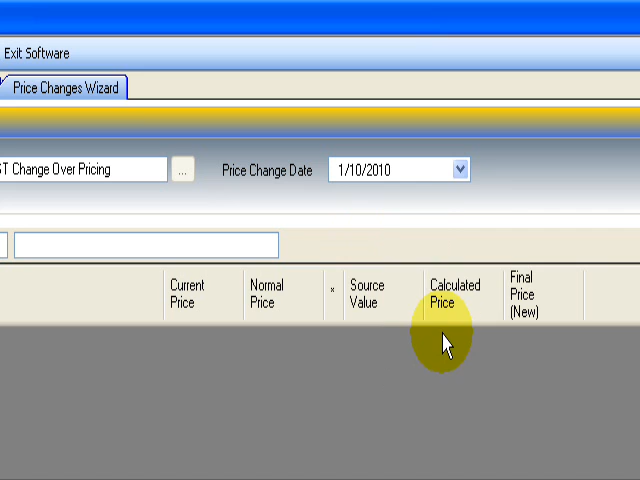 Exit Software
Price Changes Wizard
ST Change Over Pricing ... Price Change Date 1/10/2010
Current Price Normal Price × Source Value Calculated Price Final Price (New)